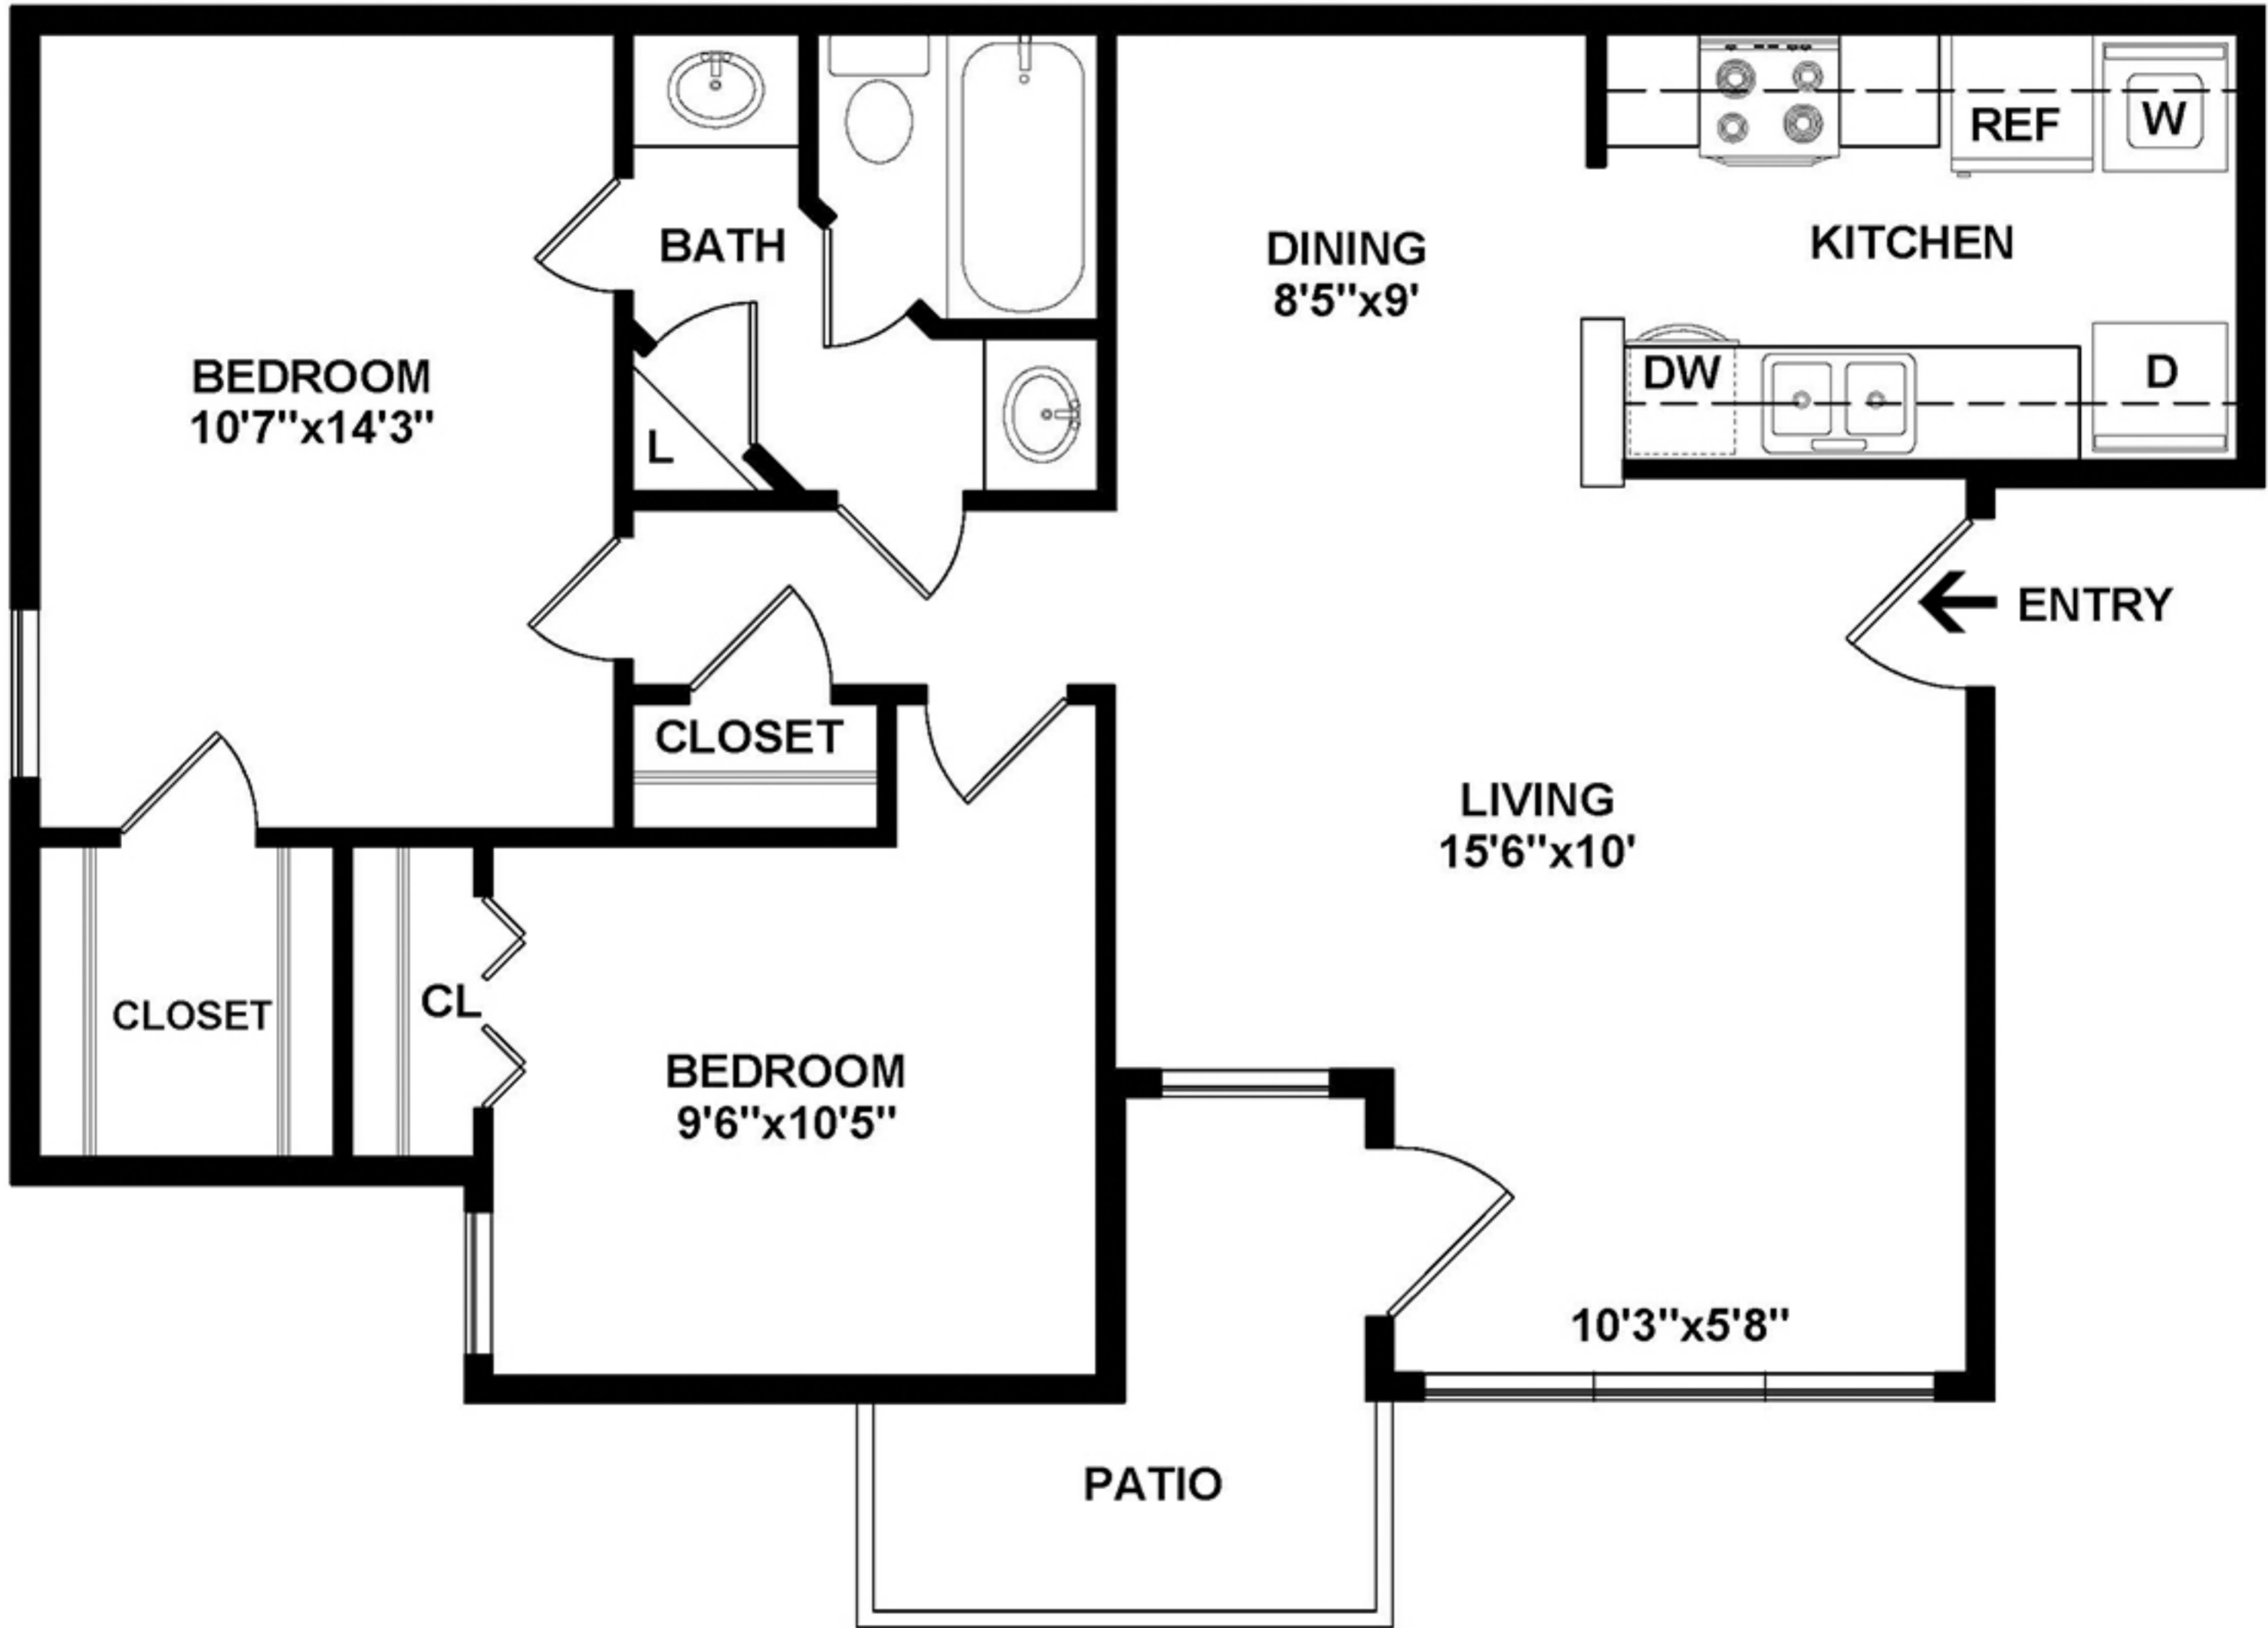 REF
W
BATH
DINING
8'5"x9'
KITCHEN
BEDROOM
10'7"x14'3"
DW
D
L
ENTRY
CLOSET
LIVING
15'6"x10'
CLOSET
CL
BEDROOM
9'6"x10'5"
10'3"x5'8"
PATIO